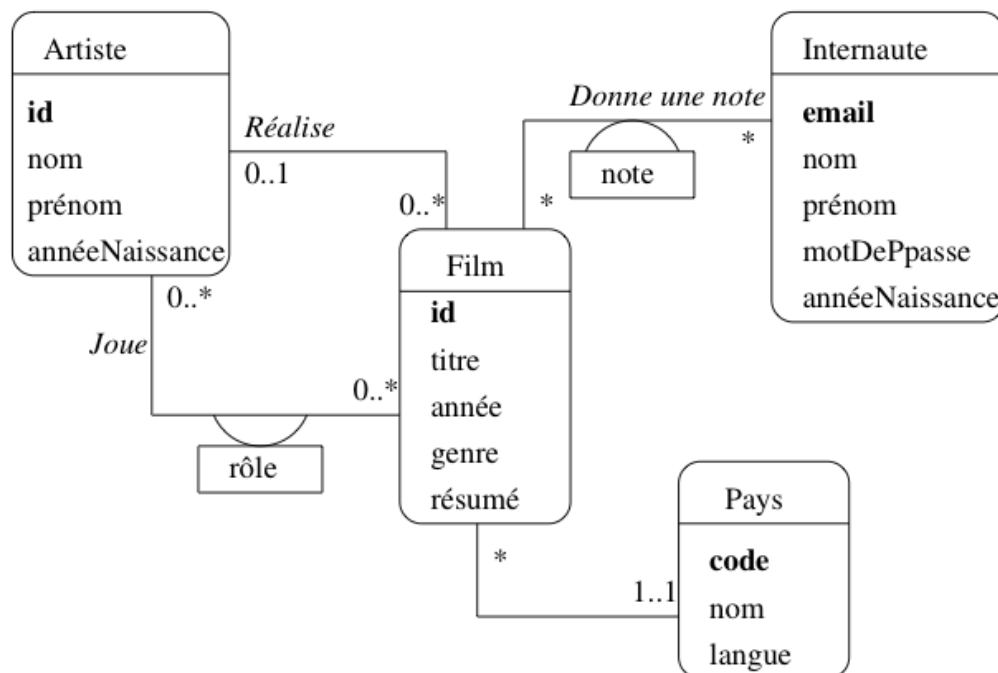 Artiste
id
nom
prénom
annéeNaissance
Réalise
0..1
0..*
Joue
0..*
0..*
rôle
Film
id
titre
année
genre
résumé
Donne une note
*
*
note
Internaute
email
nom
prénom
motDePpasse
annéeNaissance
*
1..1
Pays
code
nom
langue